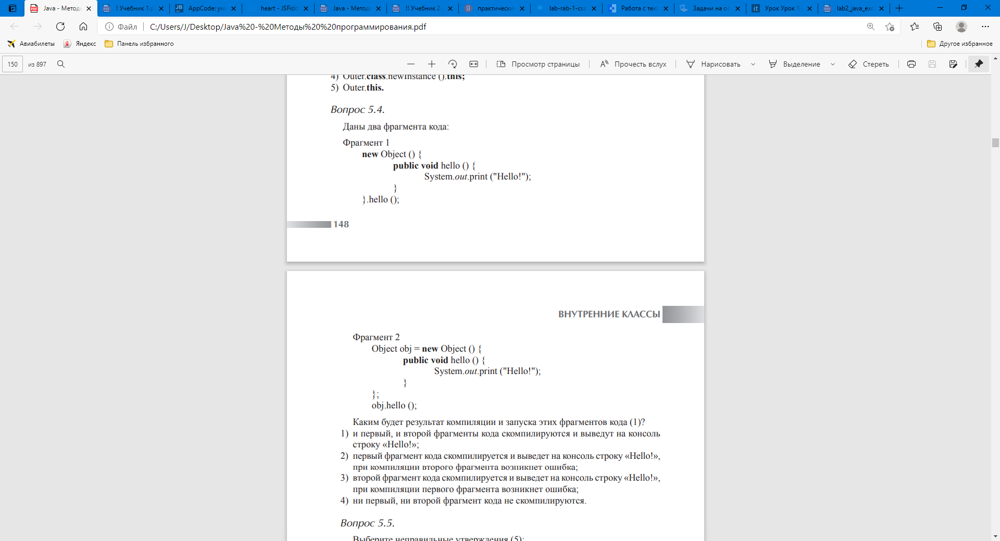 Java - Методы
! Учебник 1.p
AppCode: ум
heart - JSFidd
Java - Метод
!! Учебник 2.
практически
lab-rab-1-css
Работа с текс
Задачи на ос
Урок Урок 1
lab2_java_exc
Файл
C:/Users/J/Desktop/Java%20-%20Методы%20%20программирования.pdf
Авиабилеты
Яндекс
Панель избранного
Другое избранное
150
из 897
Просмотр страницы
Прочесть вслух
Нарисовать
Выделение
Стереть
4) Outer.class.newInstance ().this;
5) Outer.this.
Вопрос 5.4.
Даны два фрагмента кода:
Фрагмент 1
new Object () {
public void hello () {
System.out.print ("Hello!");
}
}.hello ();
148
ВНУТРЕННИЕ КЛАССЫ
Фрагмент 2
Object obj = new Object () {
public void hello () {
System.out.print ("Hello!");
}
};
obj.hello ();
Каким будет результат компиляции и запуска этих фрагментов кода (1)?
1) и первый, и второй фрагменты кода скомпилируются и выведут на консоль
строку «Hello!»;
2) первый фрагмент кода скомпилируется и выведет на консоль строку «Hello!»,
при компиляции второго фрагмента возникнет ошибка;
3) второй фрагмент кода скомпилируется и выведет на консоль строку «Hello!»,
при компиляции первого фрагмента возникнет ошибка;
4) ни первый, ни второй фрагмент кода не скомпилируются.
Вопрос 5.5.
Выберите неправильные утверждения (5):